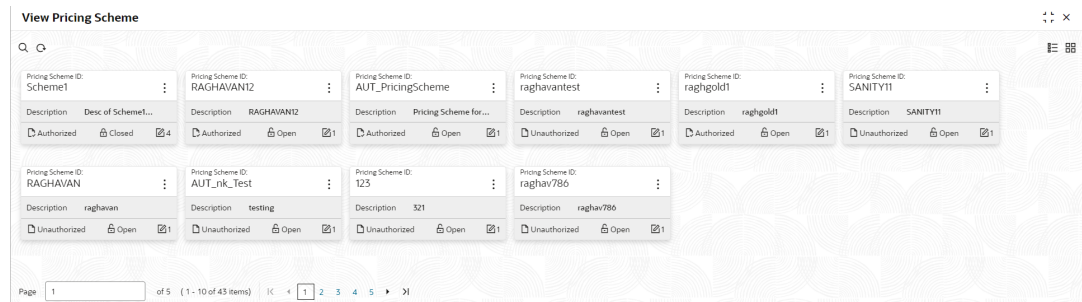 View Pricing Scheme
Pricing Scheme ID: Pricing Scheme ID: Pricing Scheme ID: Pricing Scheme ID: Pricing Scheme ID: Pricing Scheme ID:
Scheme1 RAGHAVAN12 AUT_PricingScheme raghavantest raghgold1 SANITY11
Description Desc of Scheme1... Description RAGHAVAN12 Description Pricing Scheme for... Description raghavantest Description raghgold1 Description SANITY11
Authorized Closed 4 Authorized Open 1 Authorized Open 1 Unauthorized Open 1 Authorized Open 1 Unauthorized Open 1
Pricing Scheme ID: Pricing Scheme ID: Pricing Scheme ID: Pricing Scheme ID:
RAGHAVAN AUT_nk_Test 123 raghav786
Description raghavan Description testing Description 321 Description raghav786
Unauthorized Open 1 Unauthorized Open 1 Unauthorized Open 1 Unauthorized Open 1
Page 1 of 5 (1 - 10 of 43 items) 1 2 3 4 5